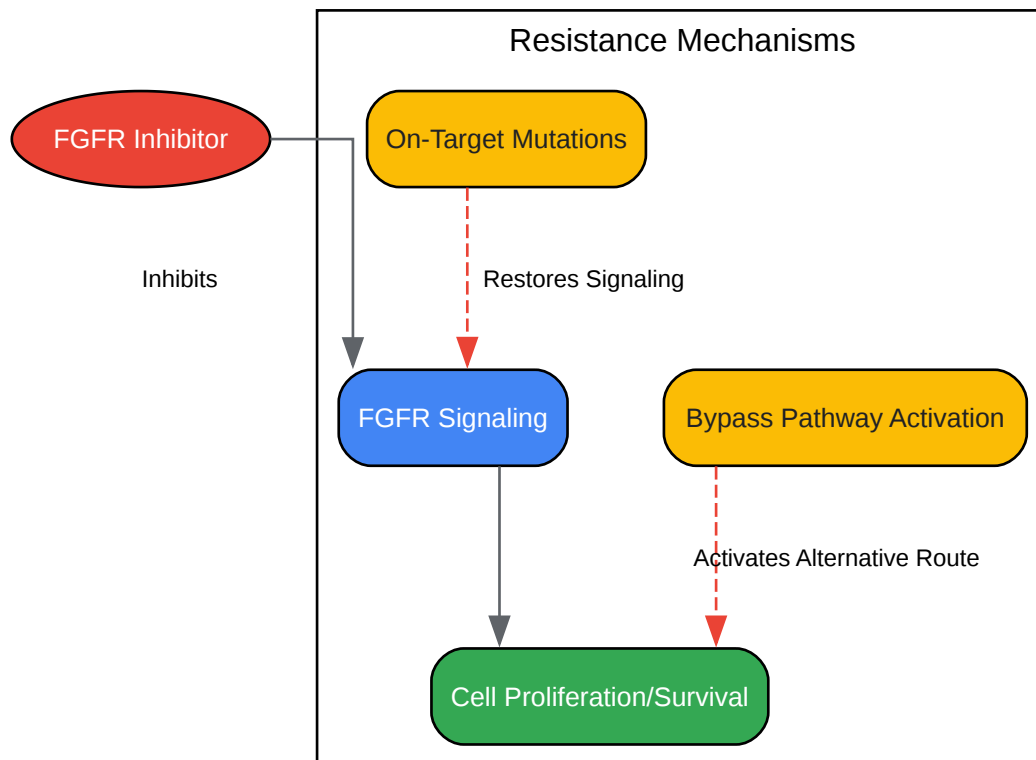 Resistance Mechanisms
FGFR Inhibitor
On-Target Mutations
Inhibits
Restores Signaling
FGFR Signaling
Bypass Pathway Activation
Activates Alternative Route
Cell Proliferation/Survival